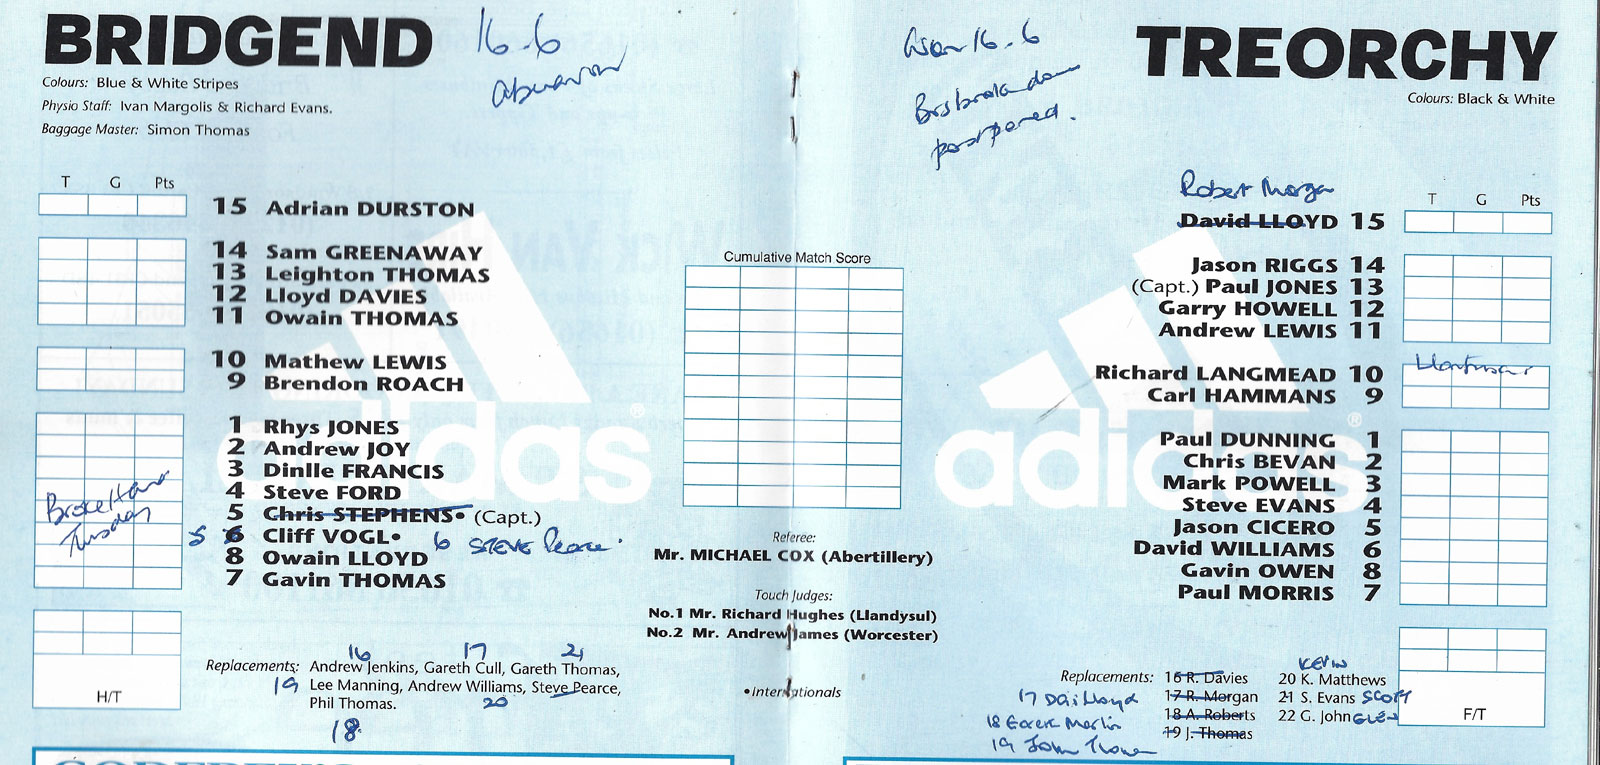 BRIDGEND
16.6
Aberavon
Colours: Blue & White Stripes
Physio Staff: Ivan Margolis & Richard Evans.
Baggage Master: Simon Thomas
T G Pts
15 Adrian DURSTON
14 Sam GREENAWAY
13 Leighton THOMAS
12 Lloyd DAVIES
11 Owain THOMAS
10 Mathew LEWIS
9 Brendon ROACH
1 Rhys JONES
2 Andrew JOY
3 Dinlle FRANCIS
4 Steve FORD
5 Chris STEPHENS• (Capt.)
5 6 Cliff VOGL• 6 STEVE Pearce.
8 Owain LLOYD
7 Gavin THOMAS
Broke Hand
Tuesday
H/T
16 17 21
Replacements: Andrew Jenkins, Gareth Cull, Gareth Thomas,
19 Lee Manning, Andrew Williams, Steve Pearce,
Phil Thomas. 20
18
adidas®
Cumulative Match Score
Referee:
Mr. MICHAEL COX (Abertillery)
Touch Judges:
No.1 Mr. Richard Hughes (Llandysul)
No.2 Mr. Andrew James (Worcester)
•Internationals
16.6
postponed.
TREORCHY
Colours: Black & White
T G Pts
Robert Morgan
David LLOYD 15
Jason RIGGS 14
(Capt.) Paul JONES 13
Garry HOWELL 12
Andrew LEWIS 11
Richard LANGMEAD 10
Carl HAMMANS 9
Paul DUNNING 1
Chris BEVAN 2
Mark POWELL 3
Steve EVANS 4
Jason CICERO 5
David WILLIAMS 6
Gavin OWEN 8
Paul MORRIS 7
adidas®
KEVIN
Replacements: 16 R. Davies 20 K. Matthews
17 Dai Lloyd 17 R. Morgan 21 S. Evans SCOTT
18 18 A. Roberts 22 G. John GLEN
19 John 19 J. Thomas
F/T